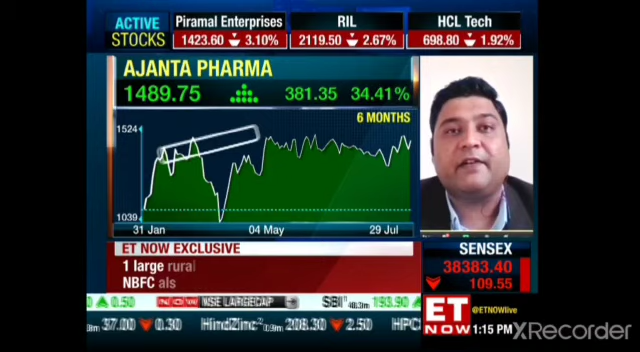 ACTIVE
STOCKS
Piramal Enterprises
1423.60 3.10%
RIL
2119.50 2.67%
HCL Tech
698.80 1.92%
AJANTA PHARMA
1489.75 381.35 34.41%
6 MONTHS
1524
1039
31 Jan 04 May 29 Jul
ET NOW EXCLUSIVE
1 large rural
NBFC als
SENSEX
38383.40
109.55
0.50 NSE LARGECAP SBI 193.90
37.00 0.30 HindZinc 208.30 2.50 HPC
ET
NOW
@ETNOWlive
1:15 PM
XRecorder